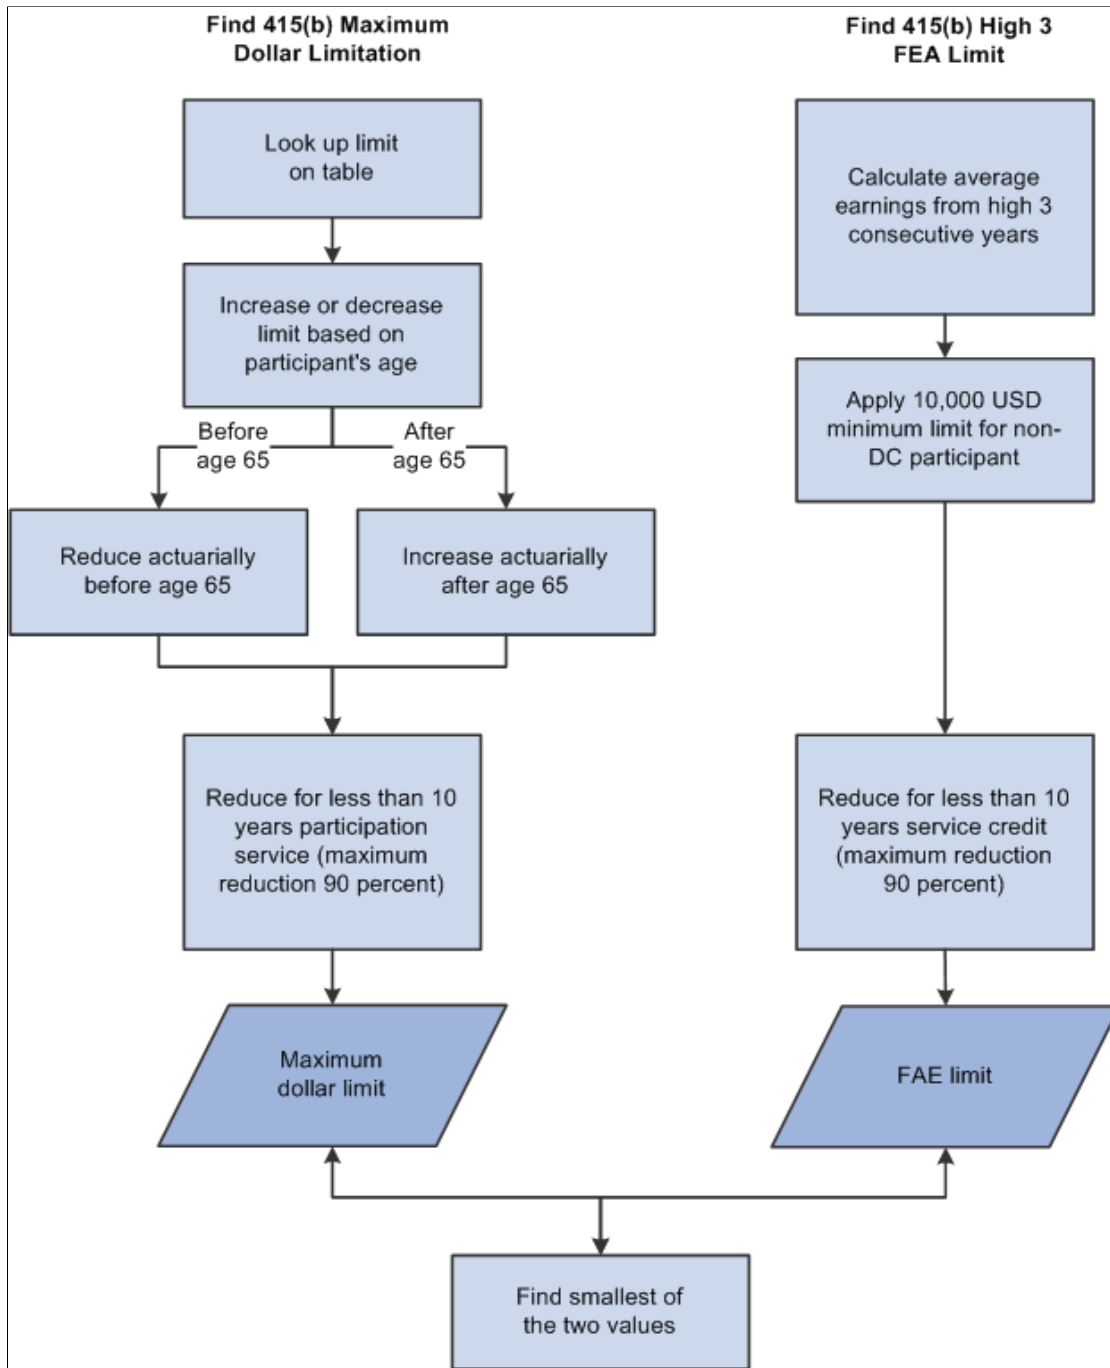 Find 415(b) Maximum
Dollar Limitation
Look up limit
on table
Increase or decrease
limit based on
participant's age
Before
age 65
After
age 65
Reduce actuarially
before age 65
Increase actuarially
after age 65
Reduce for less than 10
years participation
service (maximum
reduction 90 percent)
Maximum
dollar limit
Find 415(b) High 3
FEA Limit
Calculate average
earnings from high 3
consecutive years
Apply 10,000 USD
minimum limit for non-
DC participant
Reduce for less than 10
years service credit
(maximum reduction
90 percent)
FAE limit
Find smallest of
the two values